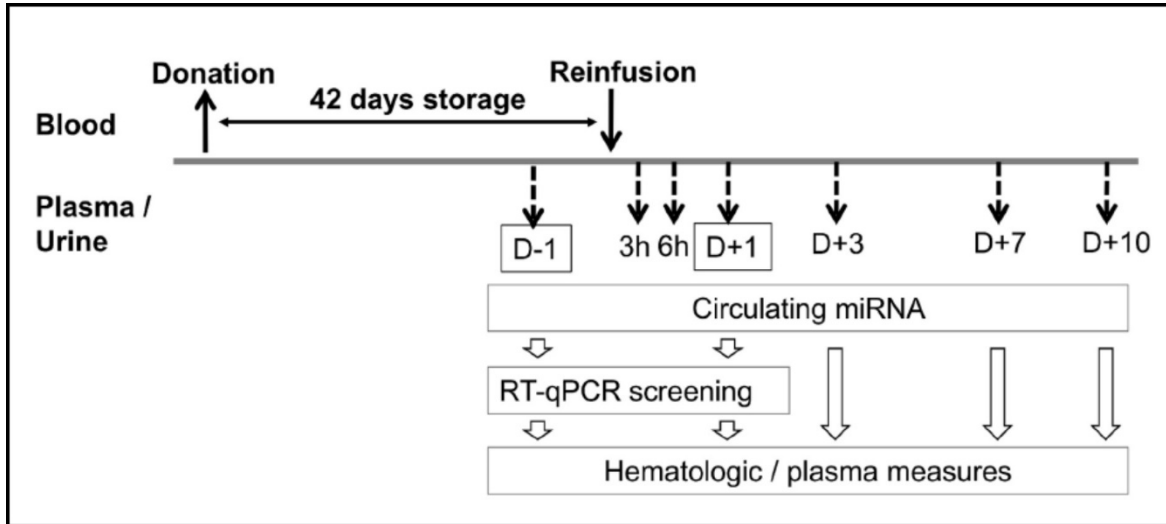 Donation
Reinfusion
42 days storage
Blood
Plasma /
Urine
D-1
3h
6h
D+1
D+3
D+7
D+10
Circulating miRNA
RT-qPCR screening
Hematologic / plasma measures